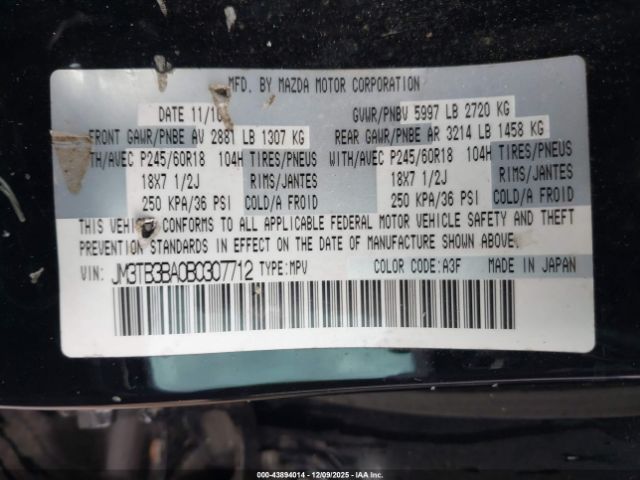 MFD. BY MAZDA MOTOR CORPORATION
DATE 11/10 GVWR/PNBV 5997 LB 2720 KG
FRONT GAWR/PNBE AV 2881 LB 1307 KG REAR GAWR/PNBE AR 3214 LB 1458 KG
WITH/AVEC P245/60R18 104H TIRES/PNEUS WITH/AVEC P245/60R18 104H TIRES/PNEUS
18X7 1/2J RIMS/JANTES 18X7 1/2J RIMS/JANTES
250 KPA/36 PSI COLD/A FROID 250 KPA/36 PSI COLD/A FROID
THIS VEHICLE CONFORMS TO ALL APPLICABLE FEDERAL MOTOR VEHICLE SAFETY AND THEFT
PREVENTION STANDARDS IN EFFECT ON THE DATE OF MANUFACTURE SHOWN ABOVE.
VIN: JM3TB3BA0B0307712 TYPE: MPV COLOR CODE: A3F MADE IN JAPAN
000-43894014 - 12/09/2025 - IAA Inc.